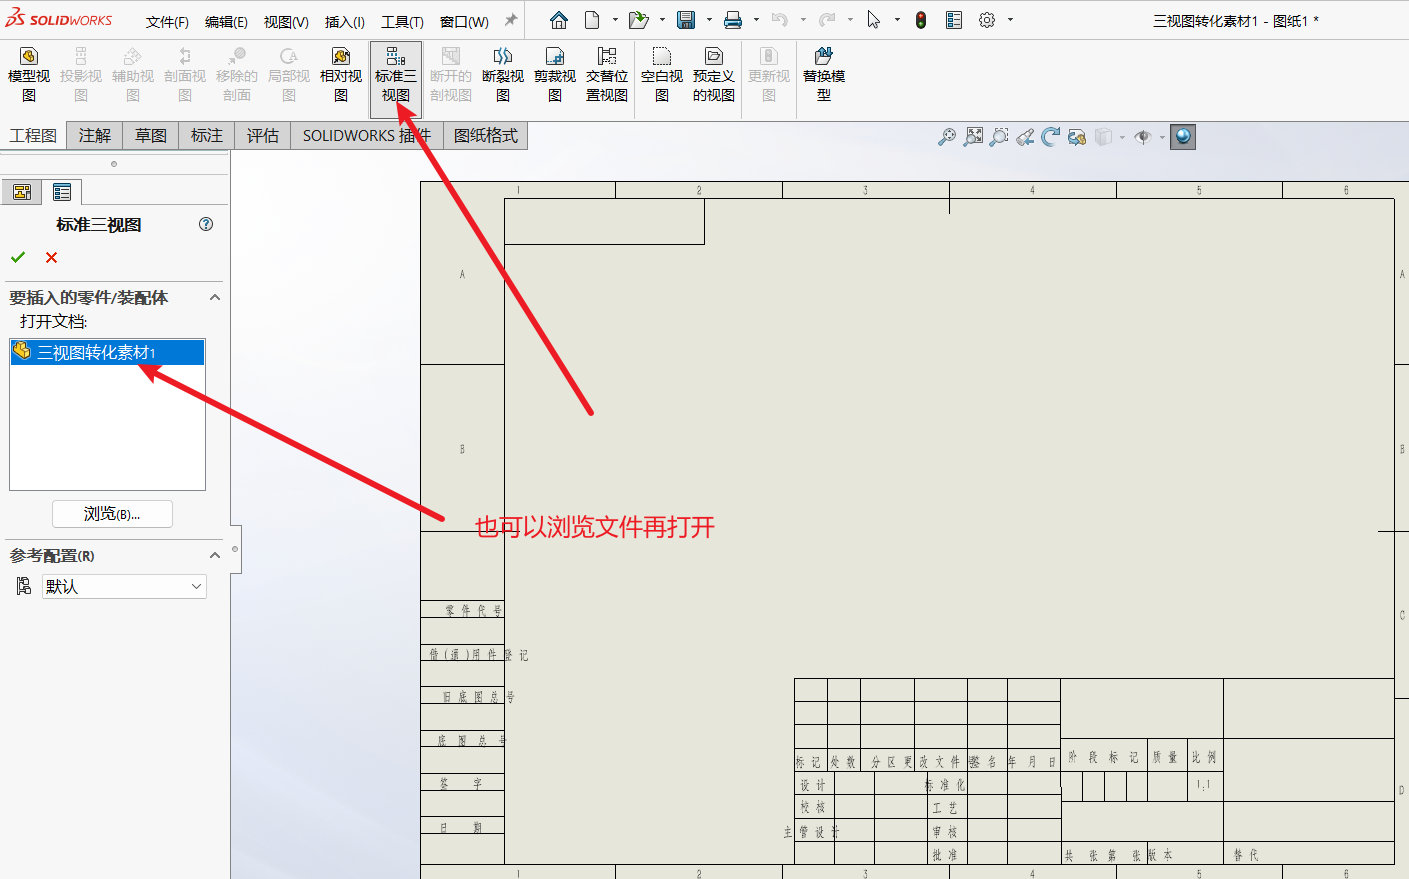 SOLIDWORKS 文件(F) 编辑(E) 视图(V) 插入(I) 工具(T) 窗口(W) 三视图转化素材1 - 图纸1 *
模型视图 投影视图 辅助视图 剖面视图 移除的剖面 局部视图 相对视图 标准三视图 断开的剖视图 断裂视图 剪裁视图 交替位置视图 空白视图 预定义的视图 更新视图 替换模型
工程图 注解 草图 标注 评估 SOLIDWORKS 插件 图纸格式
标准三视图
要插入的零件/装配体
打开文档:
三视图转化素材1
浏览(B)...
参考配置(R)
默认
1 2 3 4 5 6
A A
B B
也可以浏览文件再打开
零件代号
C
借(通)用件登记
旧底图总号
底图总号
签字
日期
标记 处数 分区 更改文件号 签名 年月日 阶段标记 质量 比例
设计 标准化 1:1
D
校核 工艺
主管设计 审核
批准 共 张 第 张 版本 替代
1 2 3 4 5 6